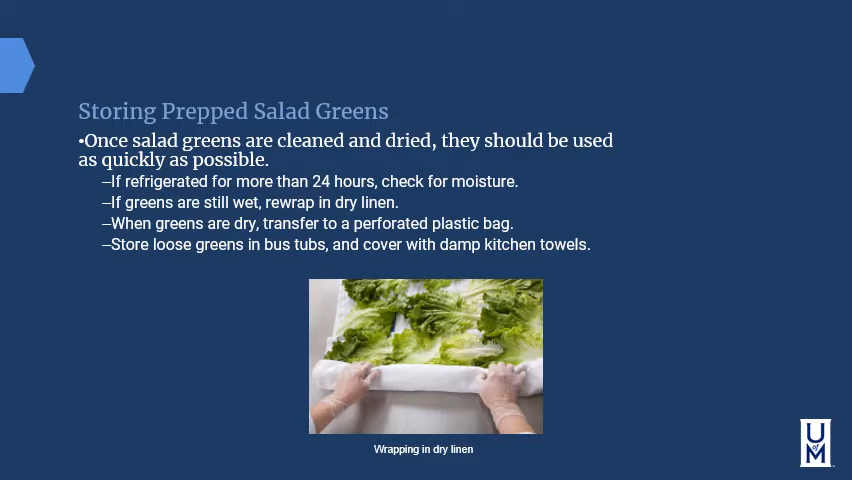 Storing Prepped Salad Greens
•Once salad greens are cleaned and dried, they should be used
as quickly as possible.
–If refrigerated for more than 24 hours, check for moisture.
–If greens are still wet, rewrap in dry linen.
–When greens are dry, transfer to a perforated plastic bag.
–Store loose greens in bus tubs, and cover with damp kitchen towels.
Wrapping in dry linen
U
of
M